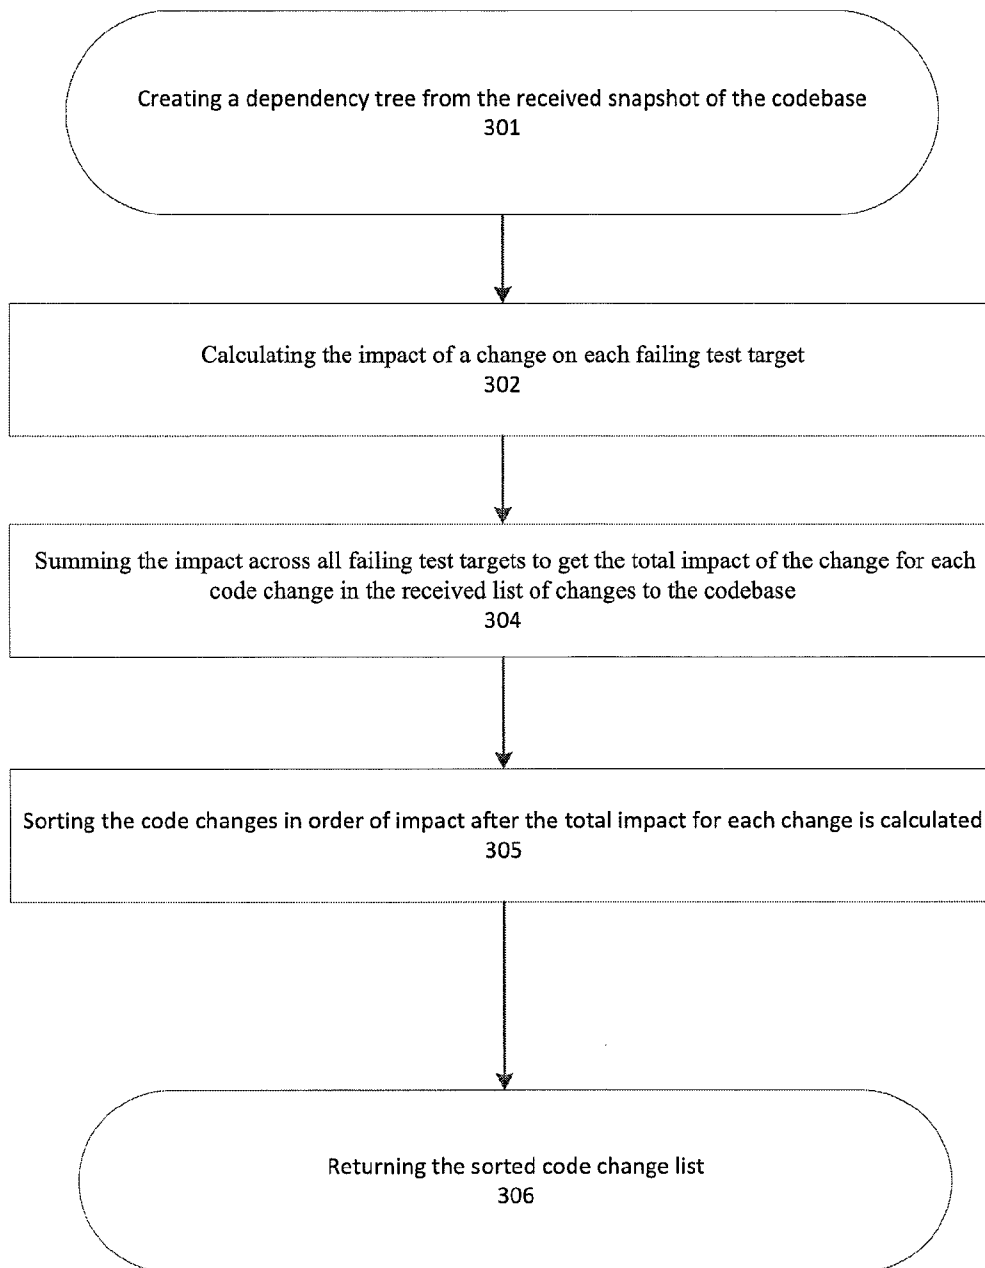 Creating a dependency tree from the received snapshot of the codebase
301
Calculating the impact of a change on each failing test target
302
Summing the impact across all failing test targets to get the total impact of the change for each
code change in the received list of changes to the codebase
304
Sorting the code changes in order of impact after the total impact for each change is calculated
305
Returning the sorted code change list
306